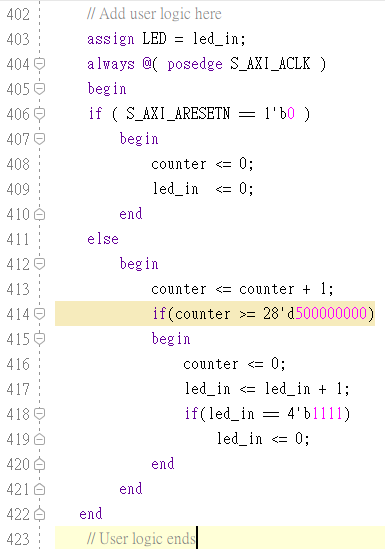 402 // Add user logic here
403 assign LED = led_in;
404 always @( posedge S_AXI_ACLK )
405 begin
406 if ( S_AXI_ARESETN == 1'b0 )
407 begin
408 counter <= 0;
409 led_in  <= 0;
410 end
411 else
412 begin
413 counter <= counter + 1;
414 if(counter >= 28'd500000000)
415 begin
416 counter <= 0;
417 led_in <= led_in + 1;
418 if(led_in == 4'b1111)
419 led_in <= 0;
420 end
421 end
422 end
423 // User logic ends